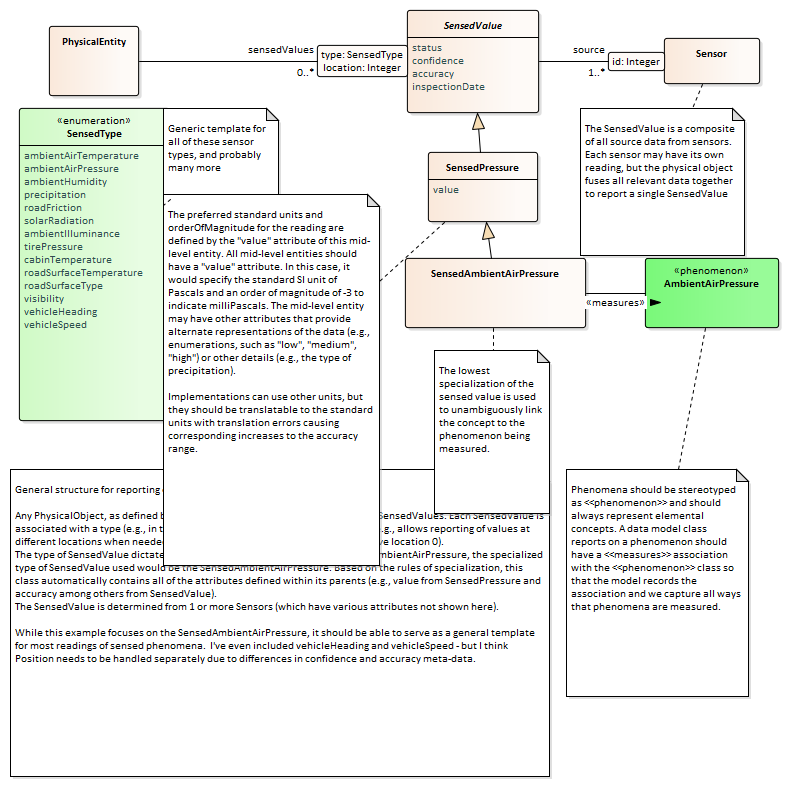 PhysicalEntity
sensedValues
0..*
type: SensedType
location: Integer
SensedValue
status
confidence
accuracy
inspectionDate
source
1..*
id: Integer
Sensor
«enumeration»
SensedType
ambientAirTemperature
ambientAirPressure
ambientHumidity
precipitation
roadFriction
solarRadiation
ambientIlluminance
tirePressure
cabinTemperature
roadSurfaceTemperature
roadSurfaceType
visibility
vehicleHeading
vehicleSpeed
Generic template for
all of these sensor
types, and probably
many more
The SensedValue is a composite
of all source data from sensors.
Each sensor may have its own
reading, but the physical object
fuses all relevant data together
to report a single SensedValue
SensedPressure
value
The preferred standard units and
orderOfMagnitude for the reading are
defined by the "value" attribute of this mid-
level entity. All mid-level entities should
have a "value" attribute. In this case, it
would specify the standard SI unit of
Pascals and an order of magnitude of -3 to
indicate milliPascals. The mid-level entity
may have other attributes that provide
alternate representations of the data (e.g.,
enumerations, such as "low", "medium",
"high") or other details (e.g., the type of
precipitation).
Implementations can use other units, but
they should be translatable to the standard
units with translation errors causing
corresponding increases to the accuracy
range.
SensedAmbientAirPressure
«measures»
«phenomenon»
AmbientAirPressure
The lowest
specialization of the
sensed value is used
to unambiguously link
the concept to the
phenomenon being
measured.
Phenomena should be stereotyped
as <<phenomenon>> and should
always represent elemental
concepts. A data model class
reports on a phenomenon should
have a <<measures>> association
with the <<phenomenon>> class so
that the model records the
association and we capture all ways
that phenomena are measured.
General structure for reporting
Any PhysicalObject, as defined SensedValues. Each SensedValue is
associated with a type (e.g., in .g., allows reporting of values at
different locations when location 0).
The type of SensedValue mbientAirPressure, the specialized
type of SensedValue used would be the SensedAmbientAirPressure. Based on the rules of specialization, this
class automatically contains all of the attributes defined within its parents (e.g., value from SensedPressure and
accuracy among others from SensedValue).
The SensedValue is determined from 1 or more Sensors (which have various attributes not shown here).
While this example focuses on the SensedAmbientAirPressure, it should be able to serve as a general template
for most readings of sensed phenomena. I've even included vehicleHeading and vehicleSpeed - but I think
Position needs to be handled separately due to differences in confidence and accuracy meta-data.